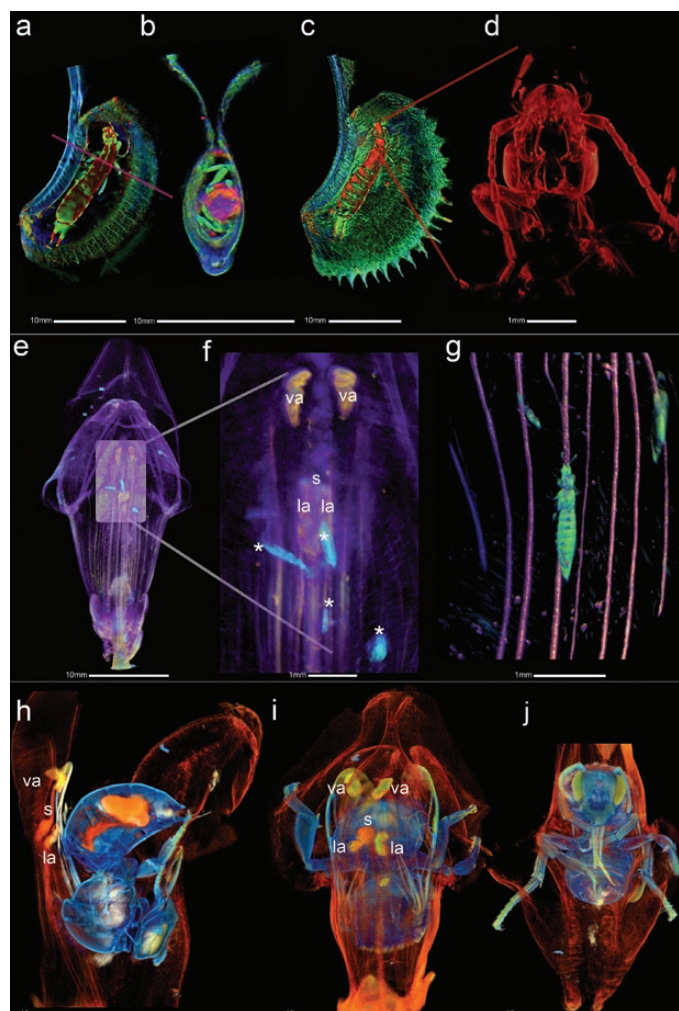 a b c d
10mm 10mm 10mm 1mm
e f g
va va
s
la la
*
*
*
*
10mm 1mm 1mm
h i j
va va va
s s
la la la